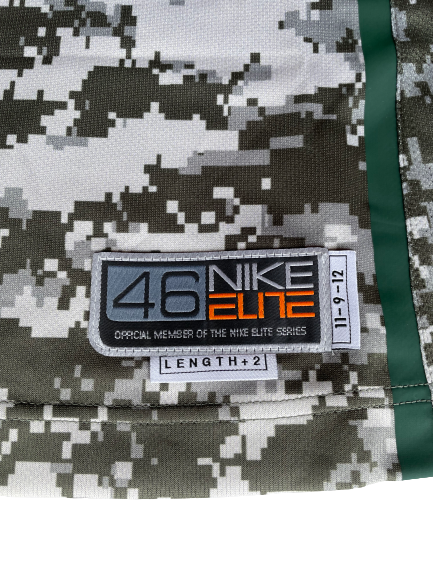 46 NIKE
ELITE
OFFICIAL MEMBER OF THE NIKE ELITE SERIES
LENGTH+2
11-9-12